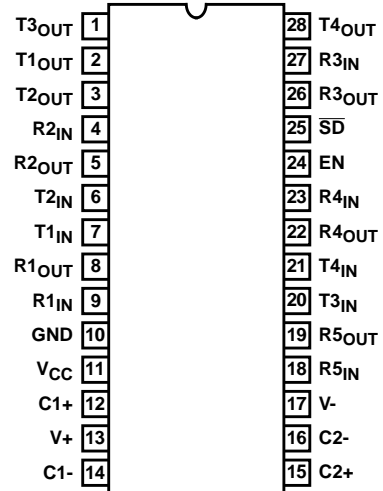 T3OUT 1 28 T4OUT
T1OUT 2 27 R3IN
T2OUT 3 26 R3OUT
R2IN 4 25 S̅D̅
R2OUT 5 24 EN
T2IN 6 23 R4IN
T1IN 7 22 R4OUT
R1OUT 8 21 T4IN
R1IN 9 20 T3IN
GND 10 19 R5OUT
VCC 11 18 R5IN
C1+ 12 17 V-
V+ 13 16 C2-
C1- 14 15 C2+